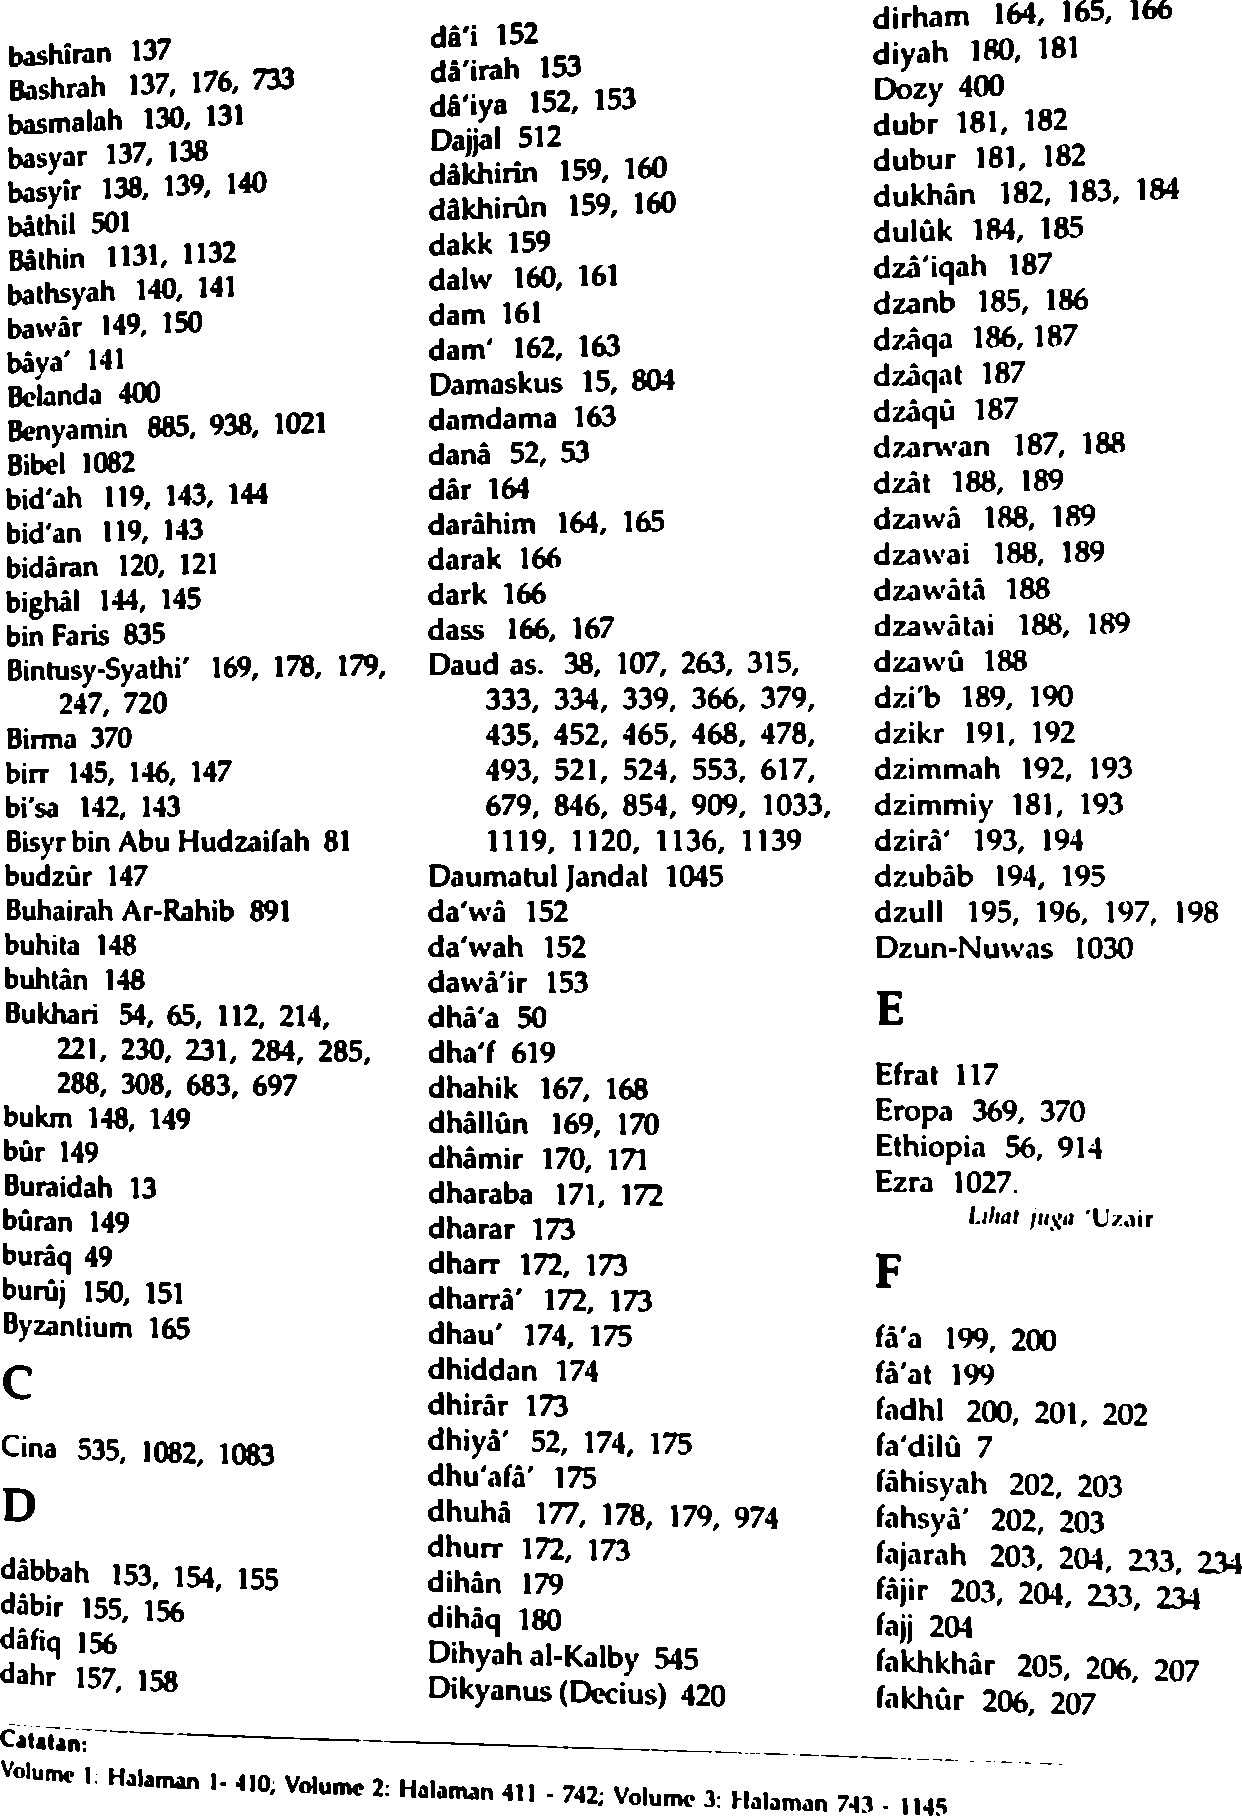 bashîran 137
Bashrah 137, 176, 733
basmalah 130, 131
basyar 137, 138
basyîr 138, 139, 140
bâthil 501
Bâthin 1131, 1132
bathsyah 140, 141
bawâr 149, 150
bâya' 141
Belanda 400
Benyamin 885, 938, 1021
Bibel 1082
bid'ah 119, 143, 144
bid'an 119, 143
bidâran 120, 121
bighâl 144, 145
bin Faris 835
Bintusy-Syathi' 169, 178, 179,
247, 720
Birma 370
birr 145, 146, 147
bi'sa 142, 143
Bisyr bin Abu Hudzaifah 81
budzûr 147
Buhairah Ar-Rahib 891
buhita 148
buhtân 148
Bukhari 54, 65, 112, 214,
221, 230, 231, 284, 285,
288, 308, 683, 697
bukm 148, 149
bûr 149
Buraidah 13
bûran 149
burâq 49
burûj 150, 151
Byzantium 165
C
Cina 535, 1082, 1083
D
dâbbah 153, 154, 155
dâbir 155, 156
dâfiq 156
dahr 157, 158
dâ'i 152
dâ'irah 153
dâ'iya 152, 153
Dajjal 512
dâkhirîn 159, 160
dâkhirûn 159, 160
dakk 159
dalw 160, 161
dam 161
dam' 162, 163
Damaskus 15, 804
damdama 163
danâ 52, 53
dâr 164
darâhim 164, 165
darak 166
dark 166
dass 166, 167
Daud as. 38, 107, 263, 315,
333, 334, 339, 366, 379,
435, 452, 465, 468, 478,
493, 521, 524, 553, 617,
679, 846, 854, 909, 1033,
1119, 1120, 1136, 1139
Daumatul Jandal 1045
da'wâ 152
da'wah 152
dawâ'ir 153
dhâ'a 50
dha'f 619
dhahik 167, 168
dhâllûn 169, 170
dhâmir 170, 171
dharaba 171, 172
dharar 173
dharr 172, 173
dharrâ' 172, 173
dhau' 174, 175
dhiddan 174
dhirâr 173
dhiyâ' 52, 174, 175
dhu'afâ' 175
dhuhâ 177, 178, 179, 974
dhurr 172, 173
dihân 179
dihâq 180
Dihyah al-Kalby 545
Dikyanus (Decius) 420
dirham 164, 165, 166
diyah 180, 181
Dozy 400
dubr 181, 182
dubur 181, 182
dukhân 182, 183, 184
dulûk 184, 185
dzâ'iqah 187
dzanb 185, 186
dzâqa 186, 187
dzâqat 187
dzâqû 187
dzarwan 187, 188
dzât 188, 189
dzawâ 188, 189
dzawai 188, 189
dzawâtâ 188
dzawâtai 188, 189
dzawû 188
dzi'b 189, 190
dzikr 191, 192
dzimmah 192, 193
dzimmiy 181, 193
dzirâ' 193, 194
dzubâb 194, 195
dzull 195, 196, 197, 198
Dzun-Nuwas 1030
E
Efrat 117
Eropa 369, 370
Ethiopia 56, 914
Ezra 1027.
Lihat juga 'Uzair
F
fâ'a 199, 200
fâ'at 199
fadhl 200, 201, 202
fa'dilû 7
fâhisyah 202, 203
fahsyâ' 202, 203
fajarah 203, 204, 233, 234
fâjir 203, 204, 233, 234
fajj 204
fakhkhâr 205, 206, 207
fakhûr 206, 207
Catatan:
Volume 1: Halaman 1- 410; Volume 2: Halaman 411 - 742; Volume 3: Halaman 743 - 1145